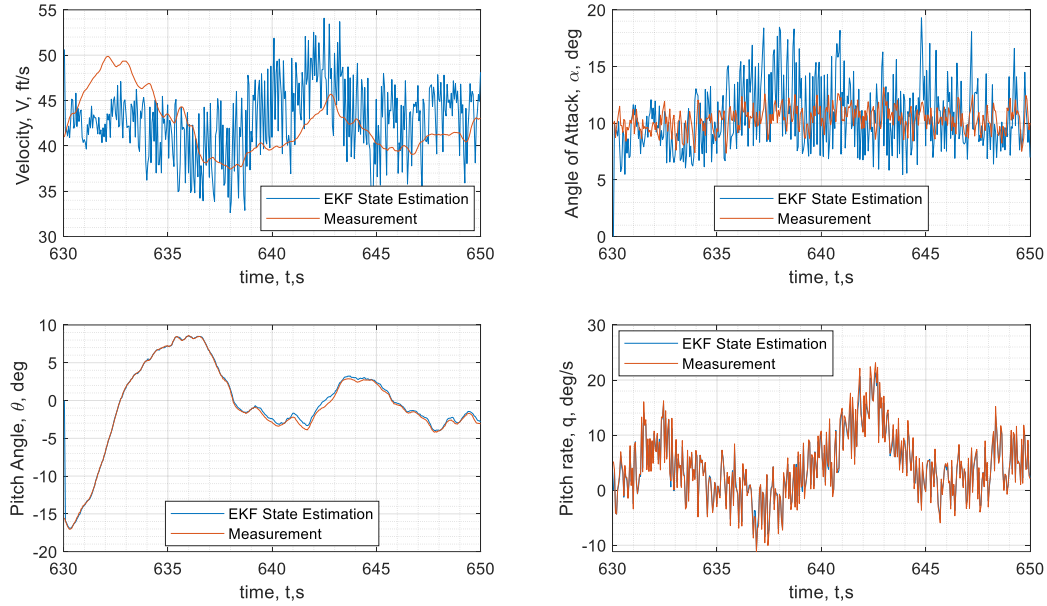 55
50
45
40
35
30
Velocity, V, ft/s
EKF State Estimation
Measurement
630
635
640
645
650
time, t,s
20
15
10
5
0
Angle of Attack, α, deg
EKF State Estimation
Measurement
630
635
640
645
650
time, t,s
10
5
0
-5
-10
-15
-20
Pitch Angle, θ, deg
EKF State Estimation
Measurement
630
635
640
645
650
time, t,s
30
20
10
0
-10
Pitch rate, q, deg/s
EKF State Estimation
Measurement
630
635
640
645
650
time, t,s